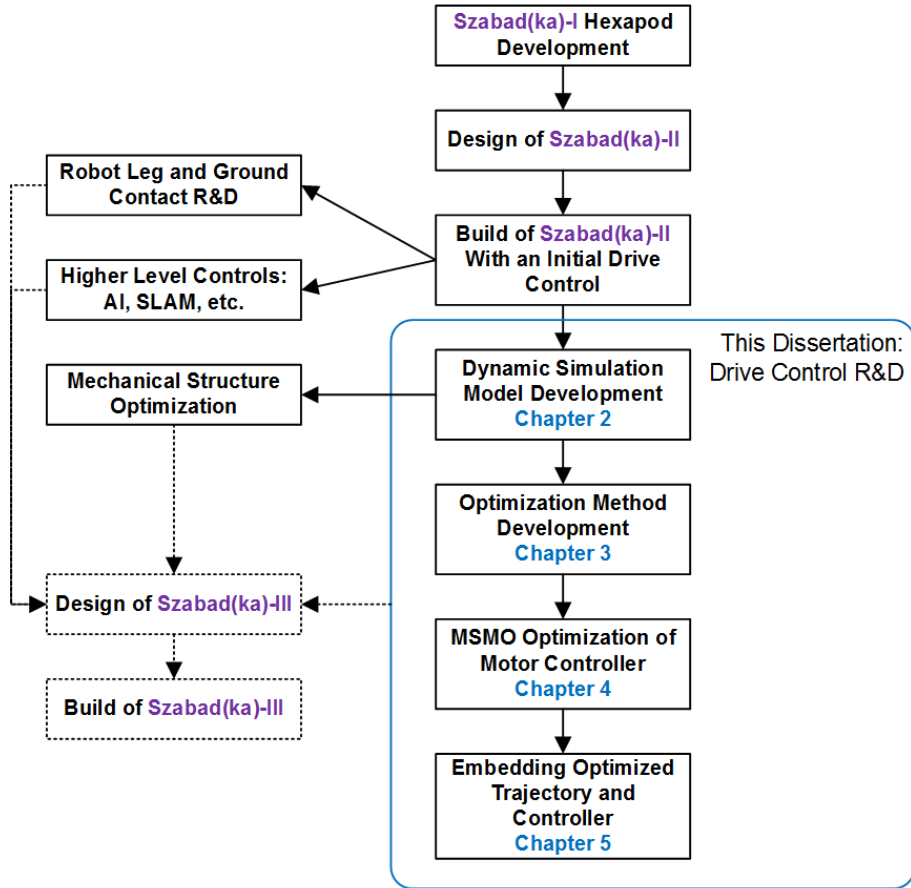 Szabad(ka)-I Hexapod
Development
Design of Szabad(ka)-II
Robot Leg and Ground
Contact R&D
Build of Szabad(ka)-II
With an Initial Drive
Control
Higher Level Controls:
AI, SLAM, etc.
This Dissertation:
Drive Control R&D
Dynamic Simulation
Model Development
Chapter 2
Mechanical Structure
Optimization
Optimization Method
Development
Chapter 3
Design of Szabad(ka)-III
MSMO Optimization of
Motor Controller
Chapter 4
Build of Szabad(ka)-III
Embedding Optimized
Trajectory and
Controller
Chapter 5